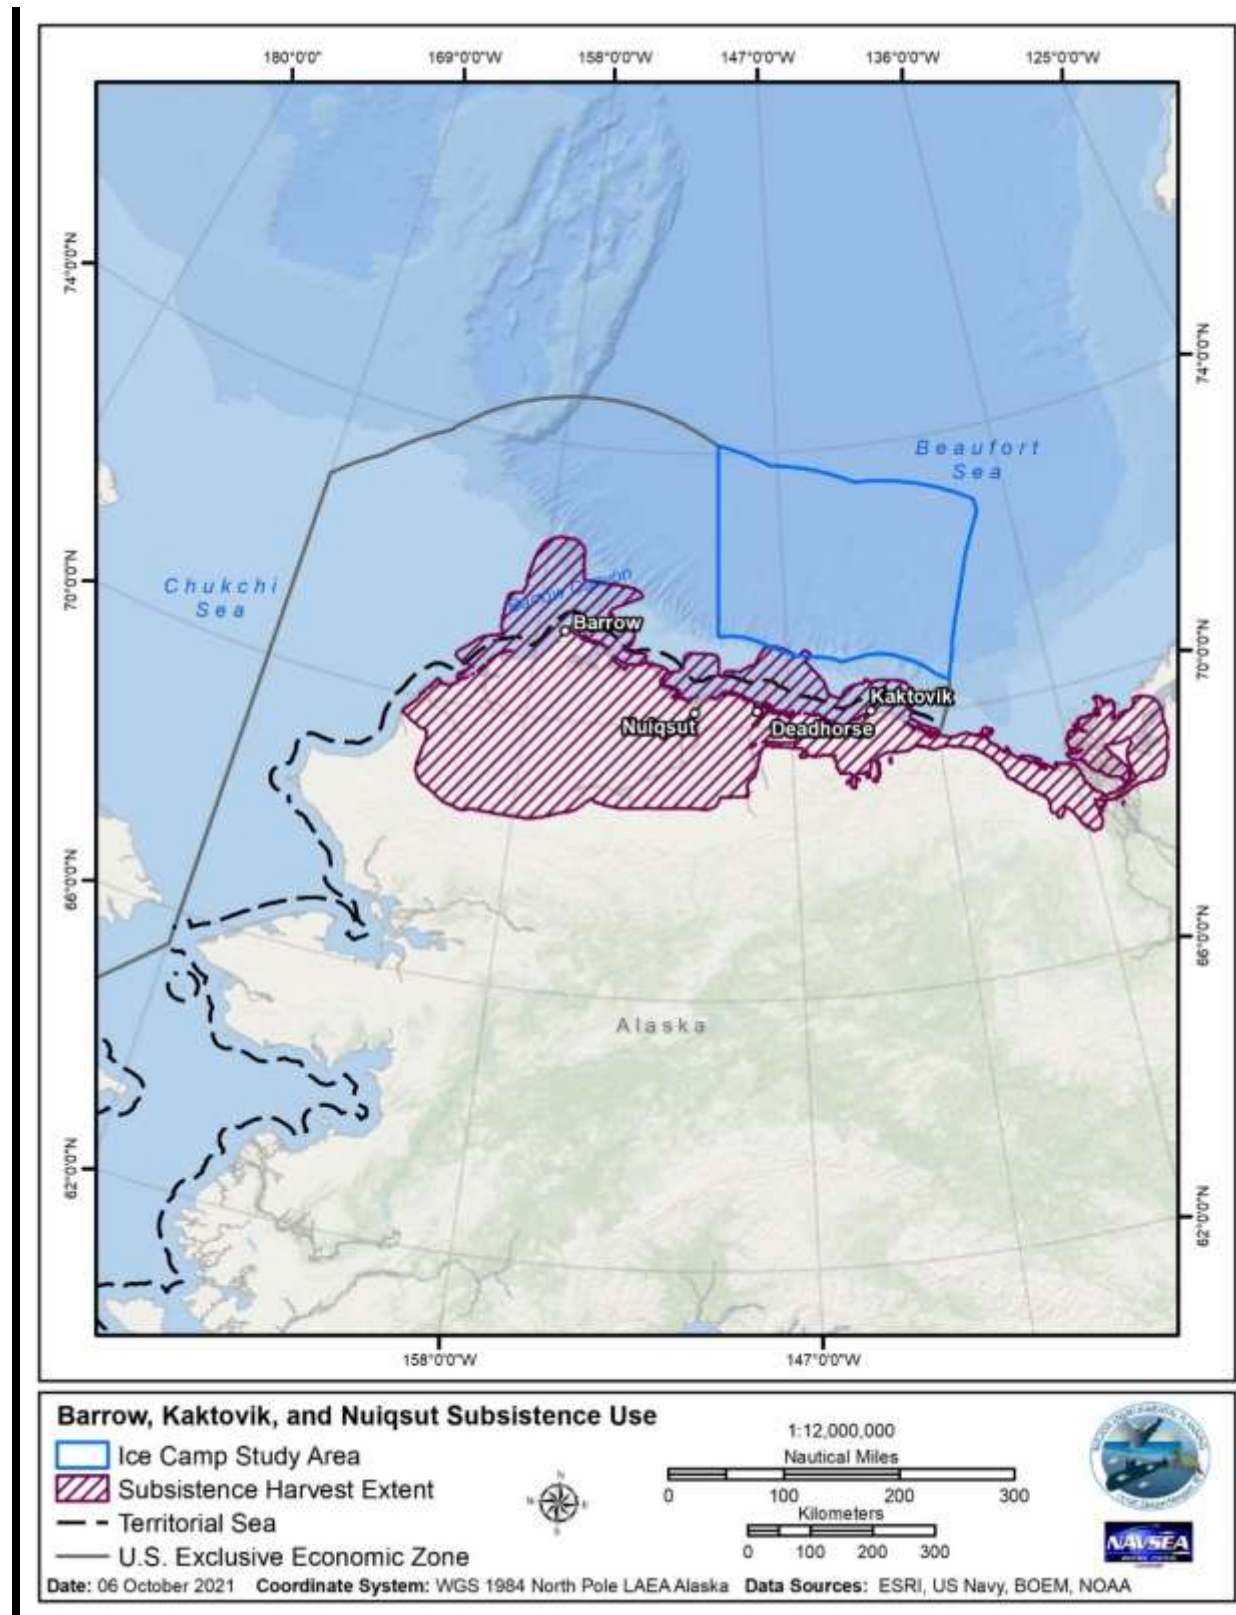 180°0'0" 169°0'0"W 158°0'0"W 147°0'0"W 136°0'0"W 125°0'0"W
74°0'0"N
74°0'0"N
Beaufort
Sea
70°0'0"N
Chukchi
Sea
Barrow
70°0'0"N
Kaktovik
Nuiqsut
Deadhorse
66°0'0"N
66°0'0"N
Alaska
62°0'0"N
62°0'0"N
158°0'0"W 147°0'0"W
Barrow, Kaktovik, and Nuiqsut Subsistence Use
Ice Camp Study Area
Subsistence Harvest Extent
Territorial Sea
U.S. Exclusive Economic Zone
N
E
S
W
1:12,000,000
Nautical Miles
0 100 200 300
Kilometers
0 100 200 300
NAVSEA
Date: 06 October 2021 Coordinate System: WGS 1984 North Pole LAEA Alaska Data Sources: ESRI, US Navy, BOEM, NOAA